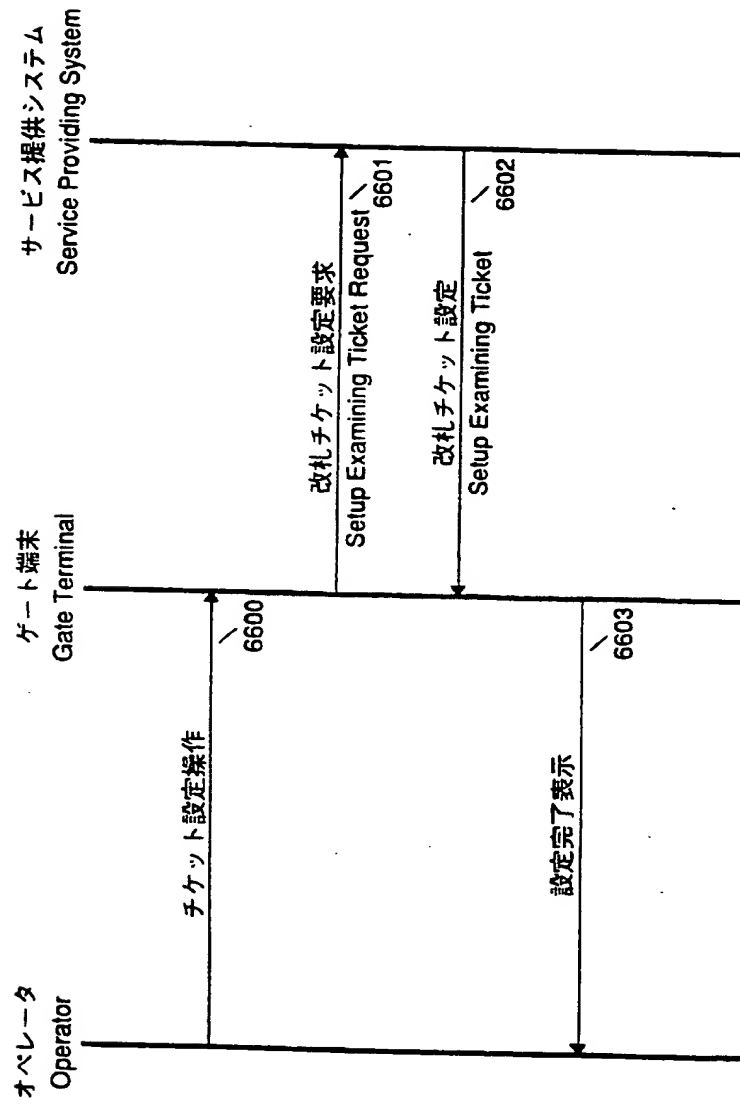 オペレータ
Operator
ゲート端末
Gate Terminal
サービス提供システム
Service Providing System
チケット設定操作
6600
改札チケット設定要求
Setup Examining Ticket Request
6601
改札チケット設定
Setup Examining Ticket
6602
設定完了表示
6603